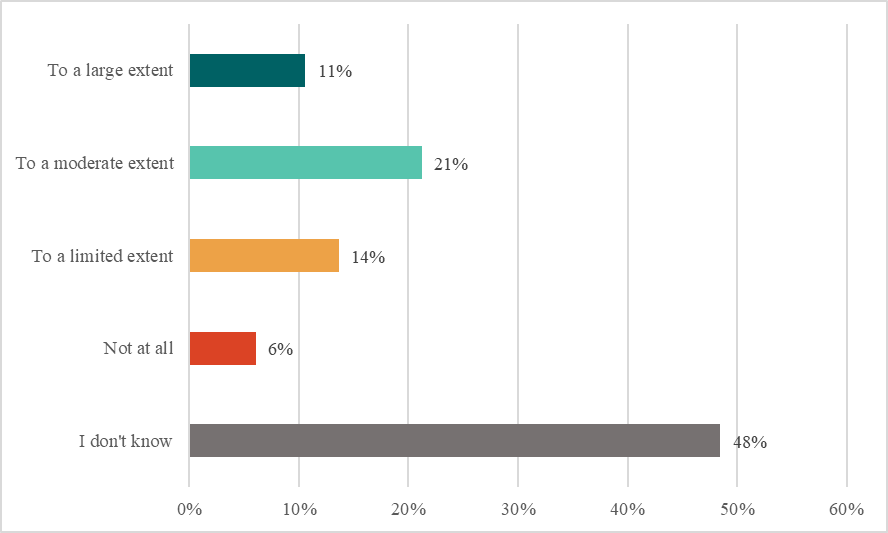 To a large extent 11%
To a moderate extent 21%
To a limited extent 14%
Not at all 6%
I don't know 48%
0% 10% 20% 30% 40% 50% 60%